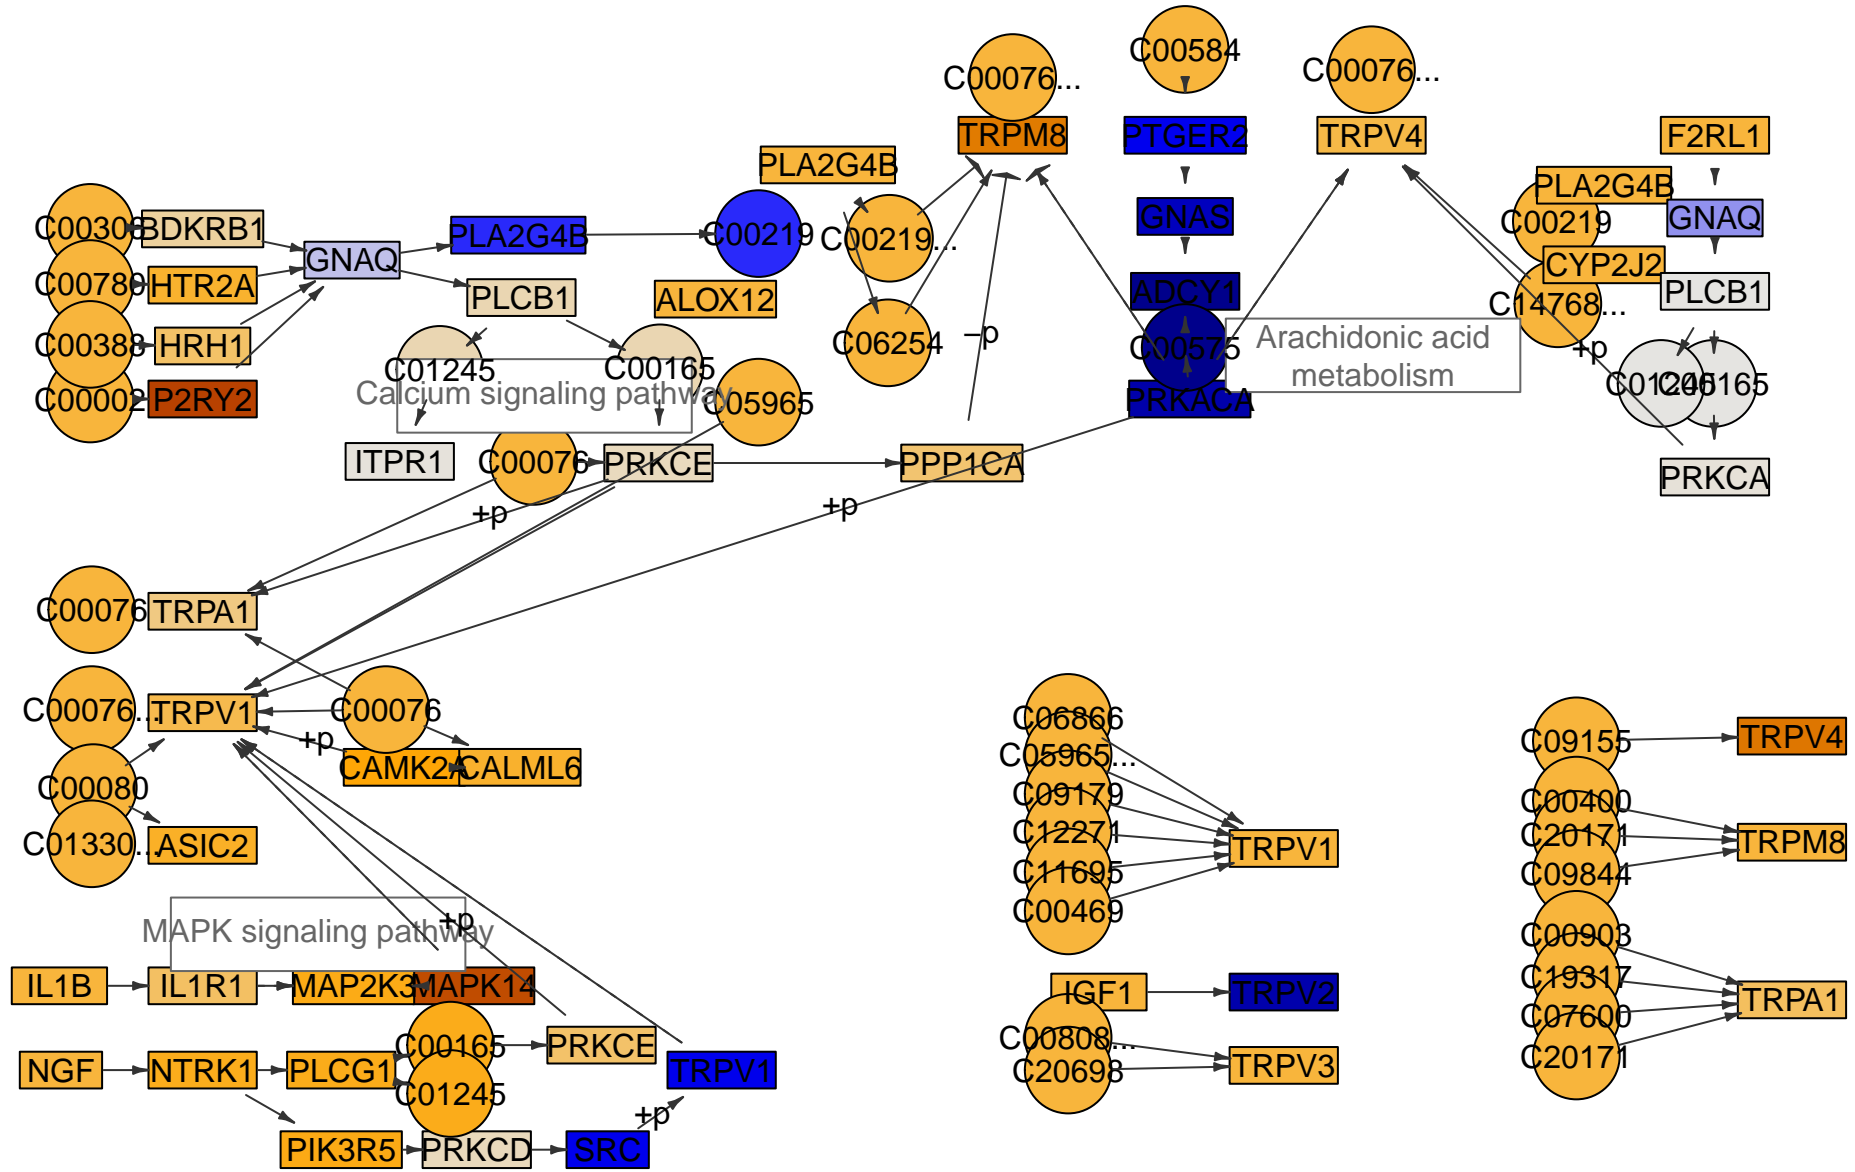 C00584
C00076...
C00076...
TRPM8
PTGER2
TRPV4
F2RL1
PLA2G4B
PLA2G4B
BDKRB1
PLA2G4B
C00219
C00219...
GNAS
C00219
GNAQ
GNAQ
HTR2A
C00780
PLCB1
ALOX12
ADCY1
CYP2J2
PLCB1
C14768...
C00388
HRH1
C01245
C00165
C06254
–p
C00575
Arachidonic acid
metabolism
+p
C00002
P2RY2
Calcium signaling pathway
C05965
PRKACA
C01245
C00165
ITPR1
C00076
PRKCE
PPP1CA
PRKCA
+p
+p
C00076
TRPA1
C00076...
TRPV1
C00076
+p
CAMK2A
CALML6
C00080
C01330...
ASIC2
C06866
C05965...
C09179
C12271
C11695
C00469
TRPV1
C09155
TRPV4
C00400
C20171
C09844
TRPM8
MAPK signaling pathway
+p
IL1B
IL1R1
MAP2K3
MAPK14
IGF1
TRPV2
C00903
C19317
C07600
C20171
TRPA1
C00165
PRKCE
C00808...
C20698
TRPV3
NGF
NTRK1
PLCG1
C01245
TRPV1
+p
PIK3R5
PRKCD
SRC